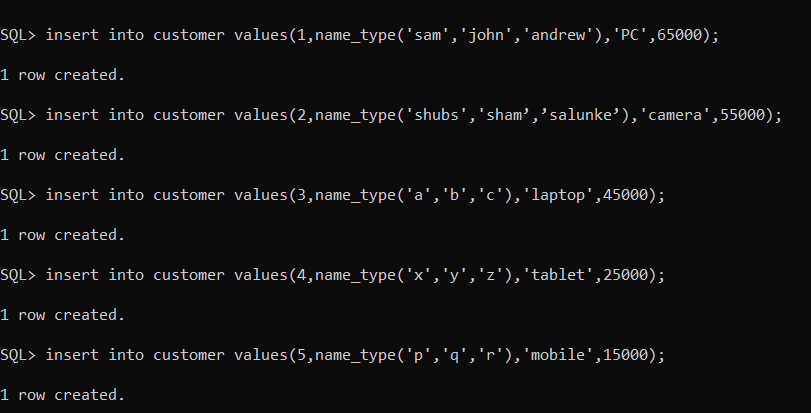 SQL> insert into customer values(1,name_type('sam','john','andrew'),'PC',65000);
1 row created.
SQL> insert into customer values(2,name_type('shubs','sham’,’salunke’),'camera',55000);
1 row created.
SQL> insert into customer values(3,name_type('a','b','c'),'laptop',45000);
1 row created.
SQL> insert into customer values(4,name_type('x','y','z'),'tablet',25000);
1 row created.
SQL> insert into customer values(5,name_type('p','q','r'),'mobile',15000);
1 row created.